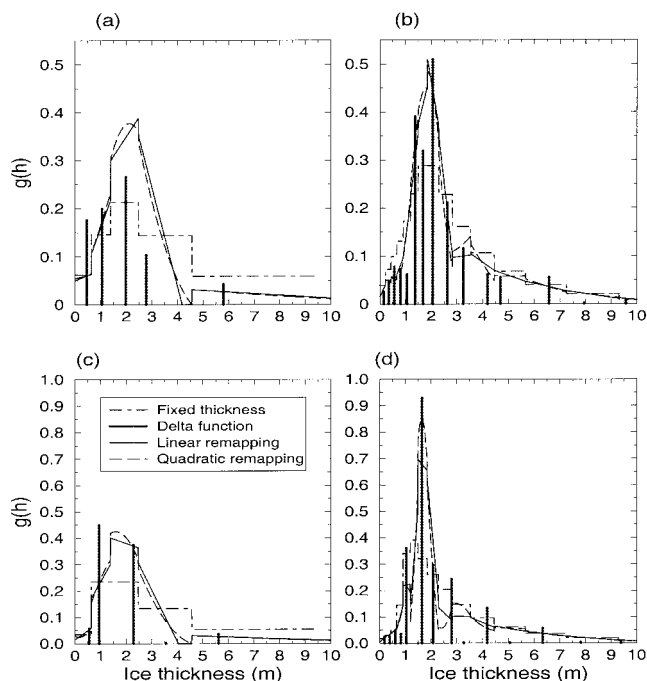 (a)
(b)
0.5
0.4
0.3
0.2
0.1
0
g(h)
0 1 2 3 4 5 6 7 8 9 10
0.5
0.4
0.3
0.2
0.1
0
0 1 2 3 4 5 6 7 8 9 10
(c)
(d)
1.0
0.9
0.8
0.7
0.6
0.5
0.4
0.3
0.2
0.1
0.0
g(h)
Fixed thickness
Delta function
Linear remapping
Quadratic remapping
0 1 2 3 4 5 6 7 8 9 10
Ice thickness (m)
1.0
0.9
0.8
0.7
0.6
0.5
0.4
0.3
0.2
0.1
0.0
0 1 2 3 4 5 6 7 8 9 10
Ice thickness (m)